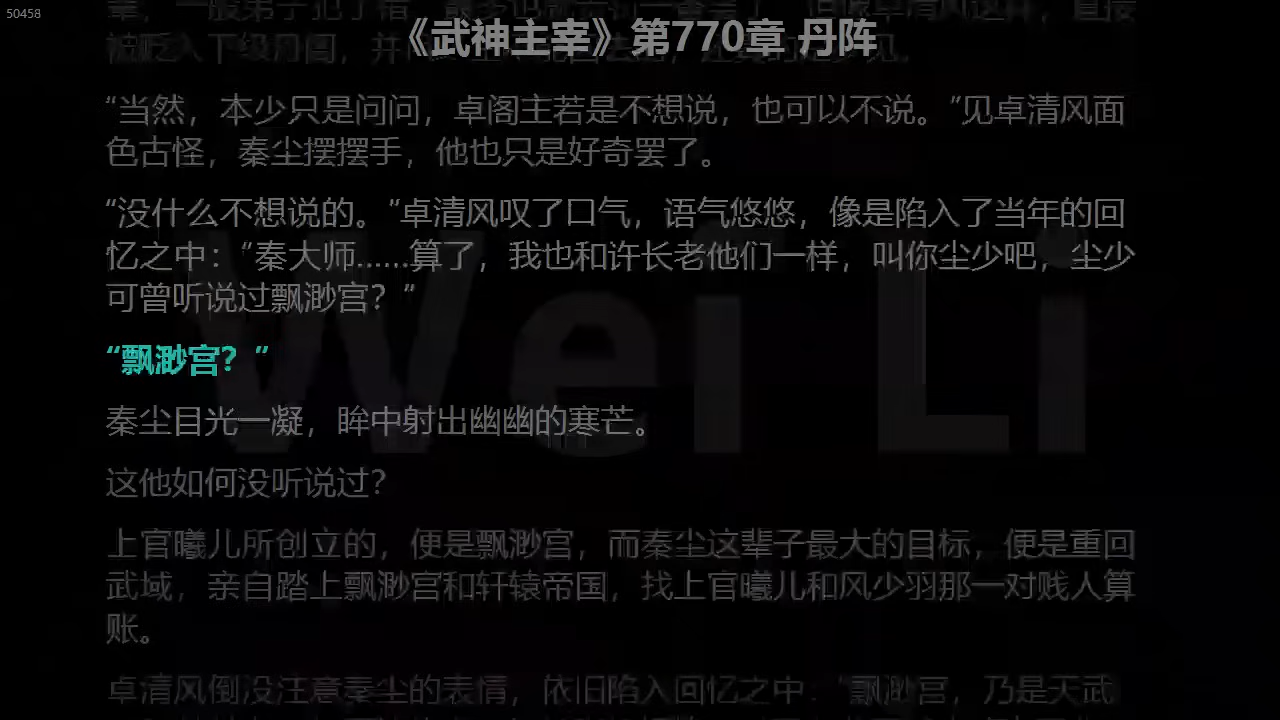 50458
《武神主宰》第770章 丹阵
“当然，本少只是问问，卓阁主若是不想说，也可以不说。”见卓清风面
色古怪，秦尘摆摆手，他也只是好奇罢了。
“没什么不想说的。”卓清风叹了口气，语气悠悠，像是陷入了当年的回
忆之中：“秦大师……算了，我也和许长老他们一样，叫你尘少吧，尘少
可曾听说过飘渺宫？”
“飘渺宫？”
秦尘目光一凝，眸中射出幽幽的寒芒。
这他如何没听说过？
上官曦儿所创立的，便是飘渺宫，而秦尘这辈子最大的目标，便是重回
武域，亲自踏上飘渺宫和轩辕帝国，找上官曦儿和风少羽那一对贱人算
账。
卓清风倒没注意秦尘的表情，依旧陷入回忆之中：“飘渺宫，乃是天武
Wei Li